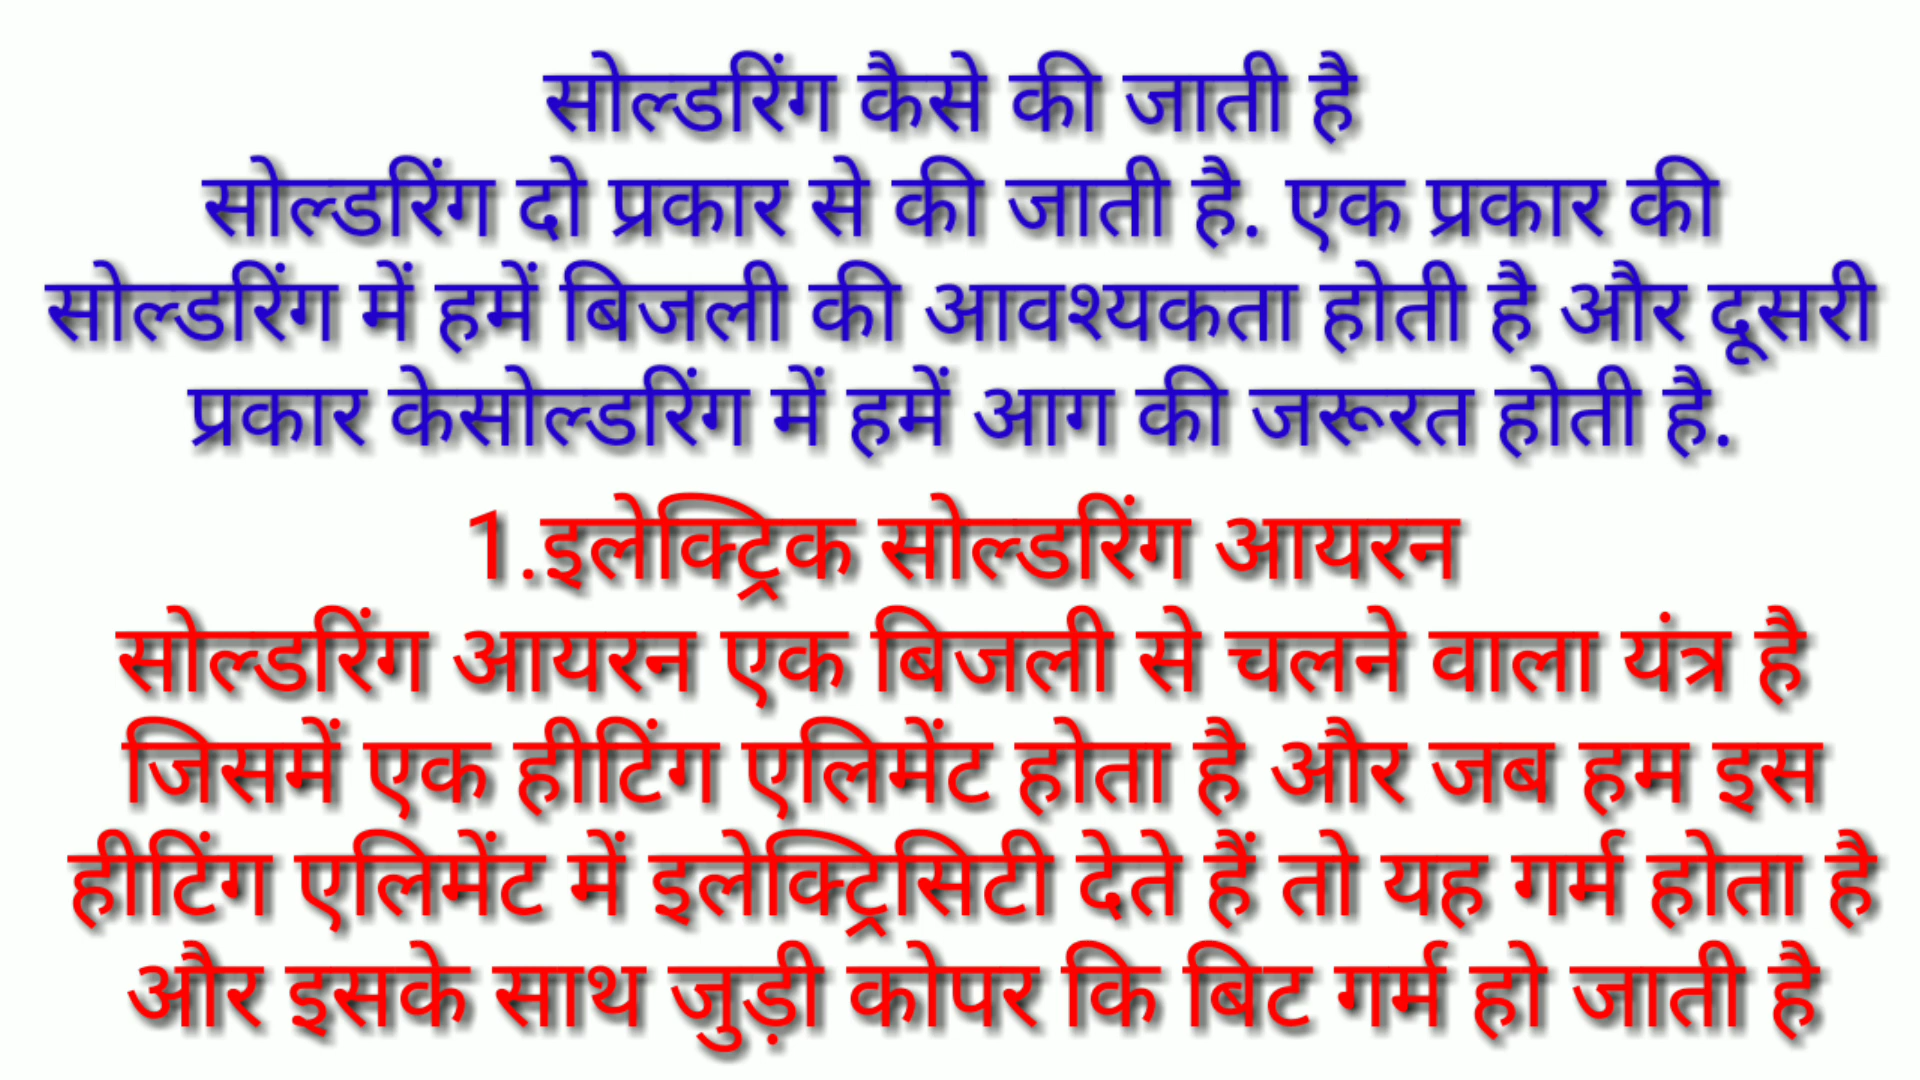 सोल्डरिंग कैसे की जाती है
सोल्डरिंग दो प्रकार से की जाती है. एक प्रकार की
सोल्डरिंग में हमें बिजली की आवश्यकता होती है और दूसरी
प्रकार केसोल्डरिंग में हमें आग की जरूरत होती है.
1.इलेक्ट्रिक सोल्डरिंग आयरन
सोल्डरिंग आयरन एक बिजली से चलने वाला यंत्र है
जिसमें एक हीटिंग एलिमेंट होता है और जब हम इस
हीटिंग एलिमेंट में इलेक्ट्रिसिटी देते हैं तो यह गर्म होता है
और इसके साथ जुड़ी कोपर कि बिट गर्म हो जाती है